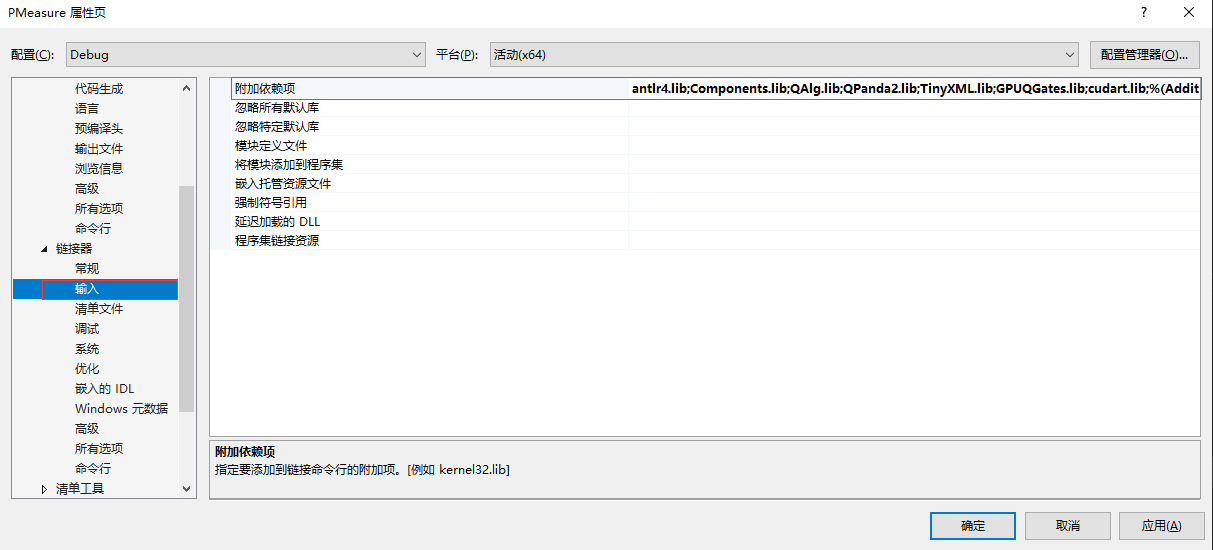 PMeasure 属性页
配置(C): Debug 平台(P): 活动(x64) 配置管理器(O)...
代码生成
语言
预编译头
输出文件
浏览信息
高级
所有选项
命令行
链接器
常规
输入
清单文件
调试
系统
优化
嵌入的 IDL
Windows 元数据
高级
所有选项
命令行
清单工具
附加依赖项 antlr4.lib;Components.lib;QAlg.lib;QPanda2.lib;TinyXML.lib;GPUQGates.lib;cudart.lib;%(Addit
忽略所有默认库
忽略特定默认库
模块定义文件
将模块添加到程序集
嵌入托管资源文件
强制符号引用
延迟加载的 DLL
程序集链接资源
附加依赖项
指定要添加到链接命令行的附加项。[例如 kernel32.lib]
确定 取消 应用(A)